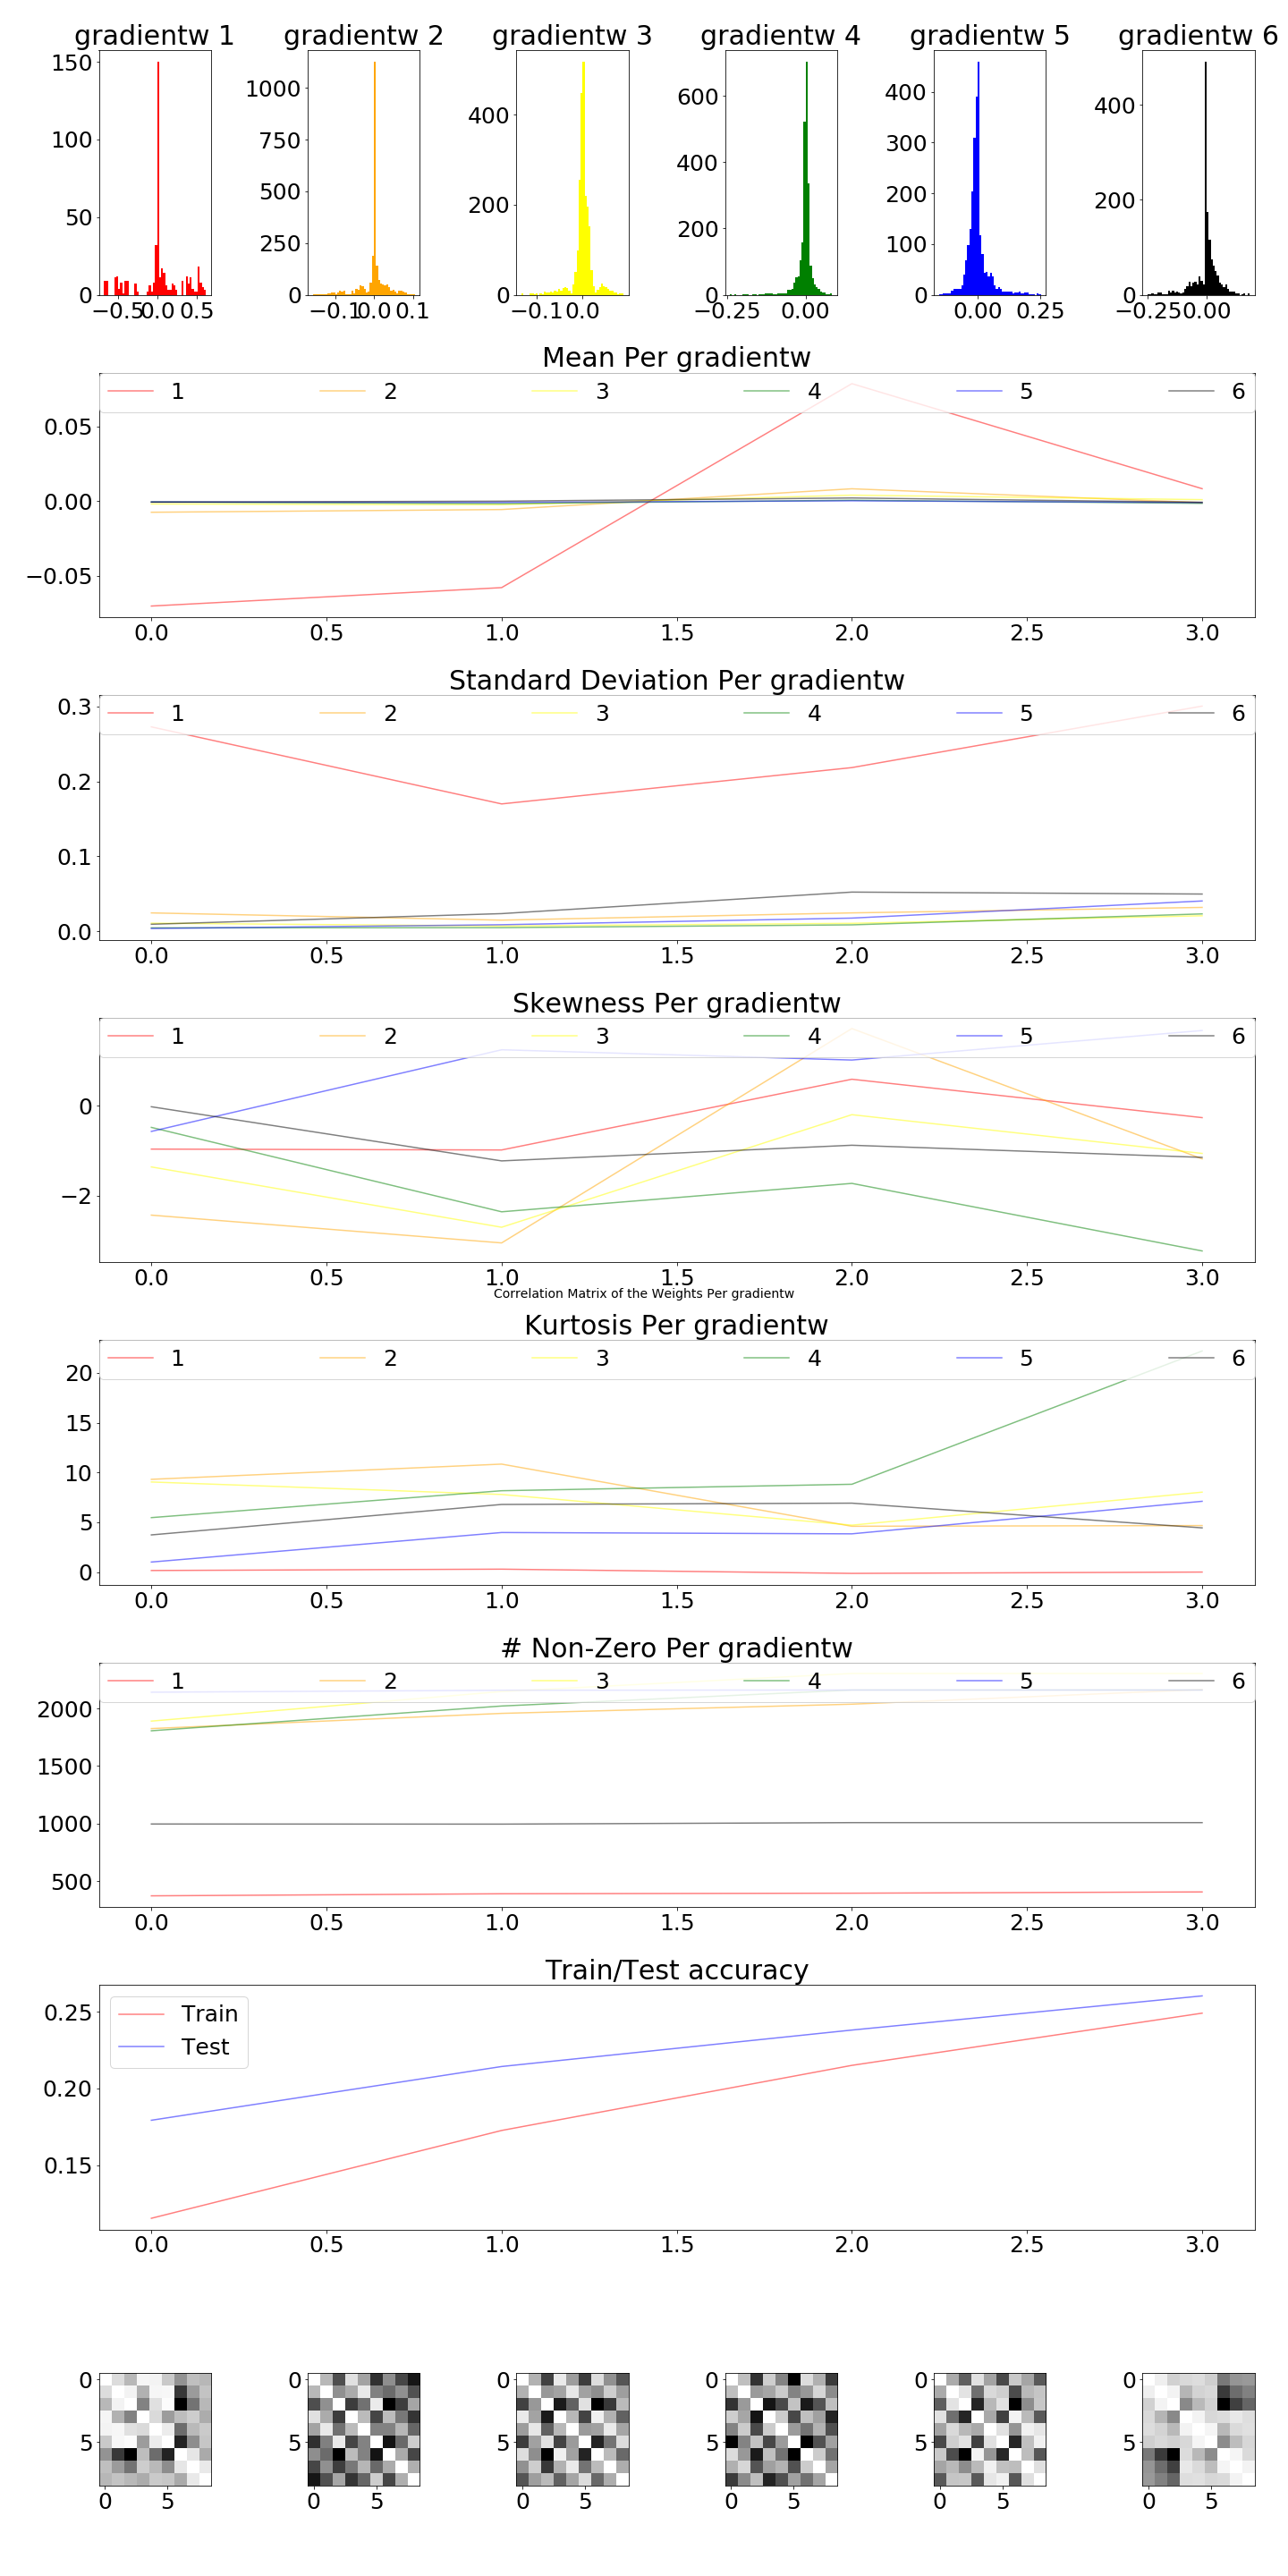 gradientw 1 gradientw 2 gradientw 3 gradientw 4 gradientw 5 gradientw 6
150 100 50 0
−0.5 0.0 0.5
1000 750 500 250 0
−0.1 0.0 0.1
400 200 0
−0.1 0.0
600 400 200 0
−0.25 0.00
400 300 200 100 0
0.00 0.25
400 200 0
−0.25 0.00
Mean Per gradientw
1 2 3 4 5 6
0.05
0.00
−0.05
0.0 0.5 1.0 1.5 2.0 2.5 3.0
Standard Deviation Per gradientw
1 2 3 4 5 6
0.3
0.2
0.1
0.0
0.0 0.5 1.0 1.5 2.0 2.5 3.0
Skewness Per gradientw
1 2 3 4 5 6
0
−2
0.0 0.5 1.0 1.5 2.0 2.5 3.0
Correlation Matrix of the Weights Per gradientw
Kurtosis Per gradientw
1 2 3 4 5 6
20
15
10
5
0
0.0 0.5 1.0 1.5 2.0 2.5 3.0
# Non-Zero Per gradientw
1 2 3 4 5 6
2000
1500
1000
500
0.0 0.5 1.0 1.5 2.0 2.5 3.0
Train/Test accuracy
Train
Test
0.25
0.20
0.15
0.0 0.5 1.0 1.5 2.0 2.5 3.0
0 0 0 0 0 0
5 5 5 5 5 5
0 5 0 5 0 5 0 5 0 5 0 5